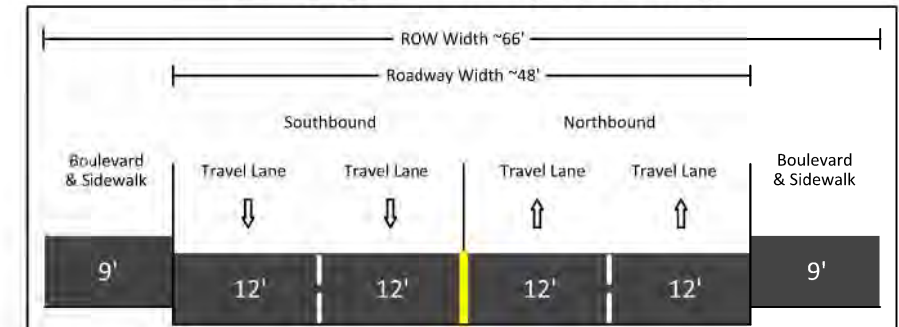 ROW Width ~66'
Roadway Width ~48'
Southbound
Northbound
Boulevard
& Sidewalk
Travel Lane
Travel Lane
Travel Lane
Travel Lane
Boulevard
& Sidewalk
9'
12'
12'
12'
12'
9'